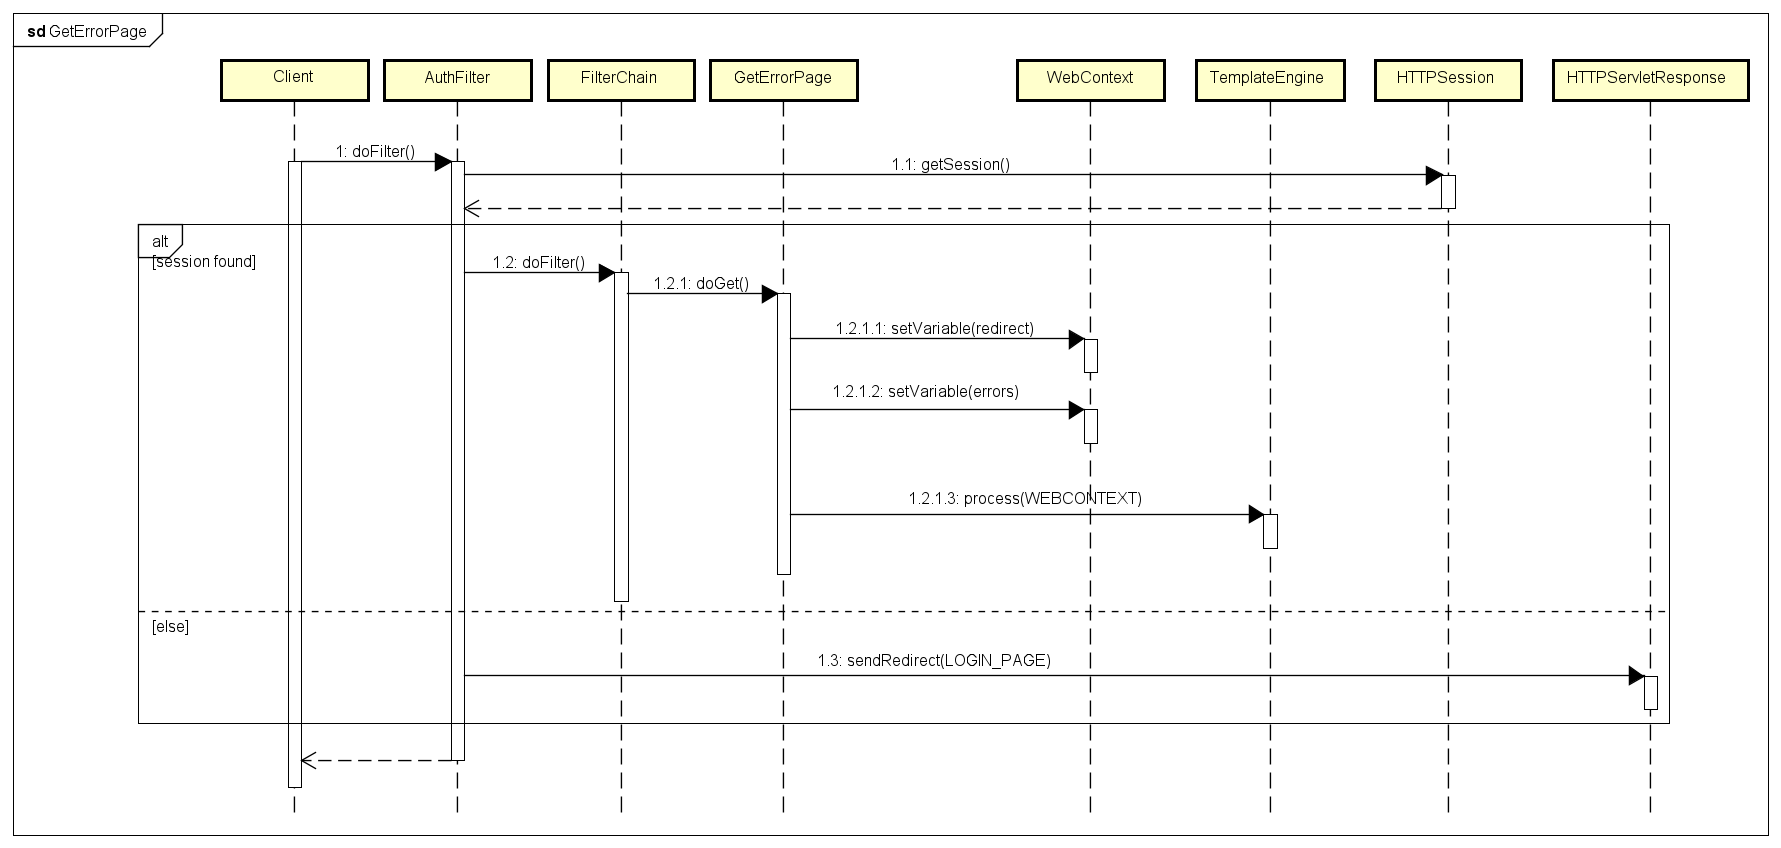 sd GetErrorPage
Client
AuthFilter
FilterChain
GetErrorPage
WebContext
TemplateEngine
HTTPSession
HTTPServletResponse
1: doFilter()
1.1: getSession()
alt
[session found]
1.2: doFilter()
1.2.1: doGet()
1.2.1.1: setVariable(redirect)
1.2.1.2: setVariable(errors)
1.2.1.3: process(WEBCONTEXT)
[else]
1.3: sendRedirect(LOGIN_PAGE)